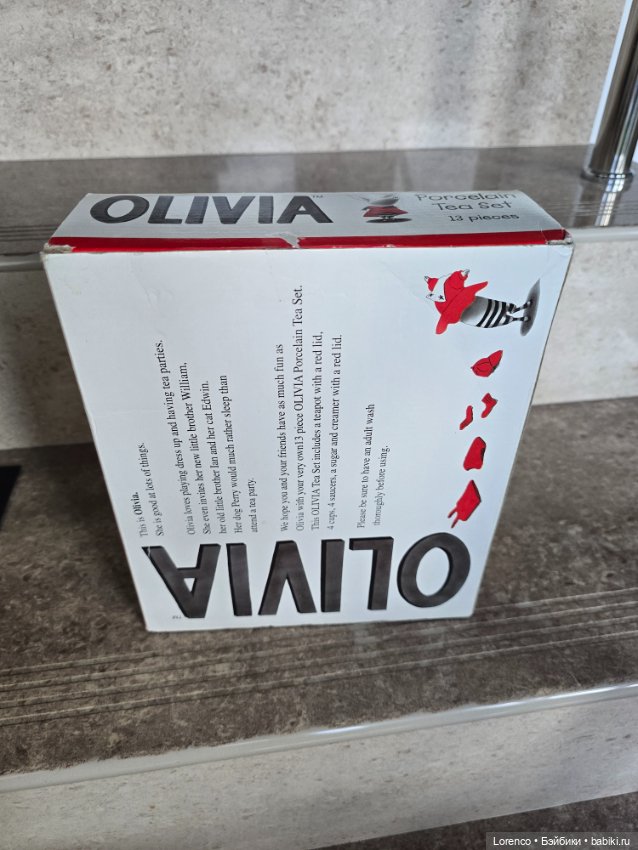 OLIVIA™
Porcelain
Tea Set
13 pieces
This is Olivia.
She is good at lots of things.
Olivia loves playing dress up and having tea parties.
She even invites her new little brother William,
her old little brother Ian and her cat Edwin.
Her dog Perry would much rather sleep than
attend a tea party.
We hope you and your friends have as much fun as
Olivia with your very own13 piece OLIVIA Porcelain Tea Set.
This OLIVIA Tea Set includes a teapot with a red lid,
4 cups, 4 saucers, a sugar and creamer with a red lid.
Please be sure to have an adult wash
thoroughly before using.
OLIVIA™
Lorenco • Бэйбики • babiki.ru